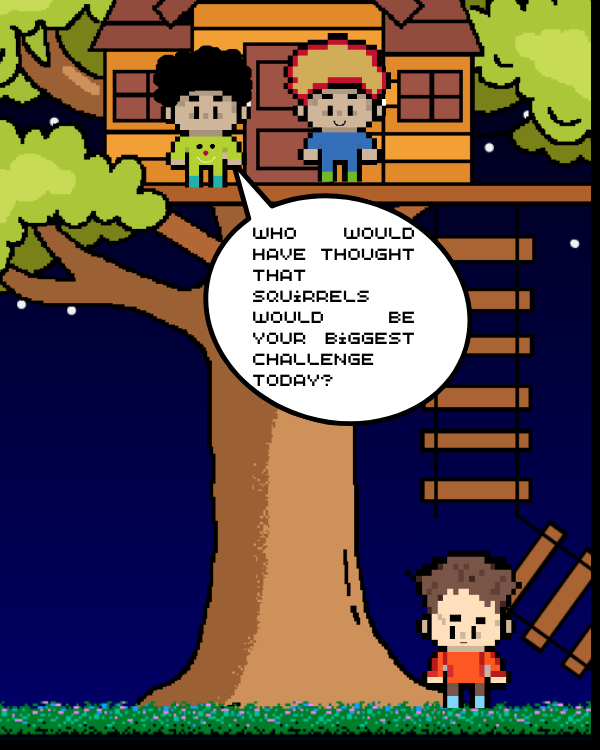 WHO WOULD
HAVE THOUGHT
THAT
SQUiRRELS
WOULD BE
YOUR BiGGEST
CHALLENGE
TODAY?